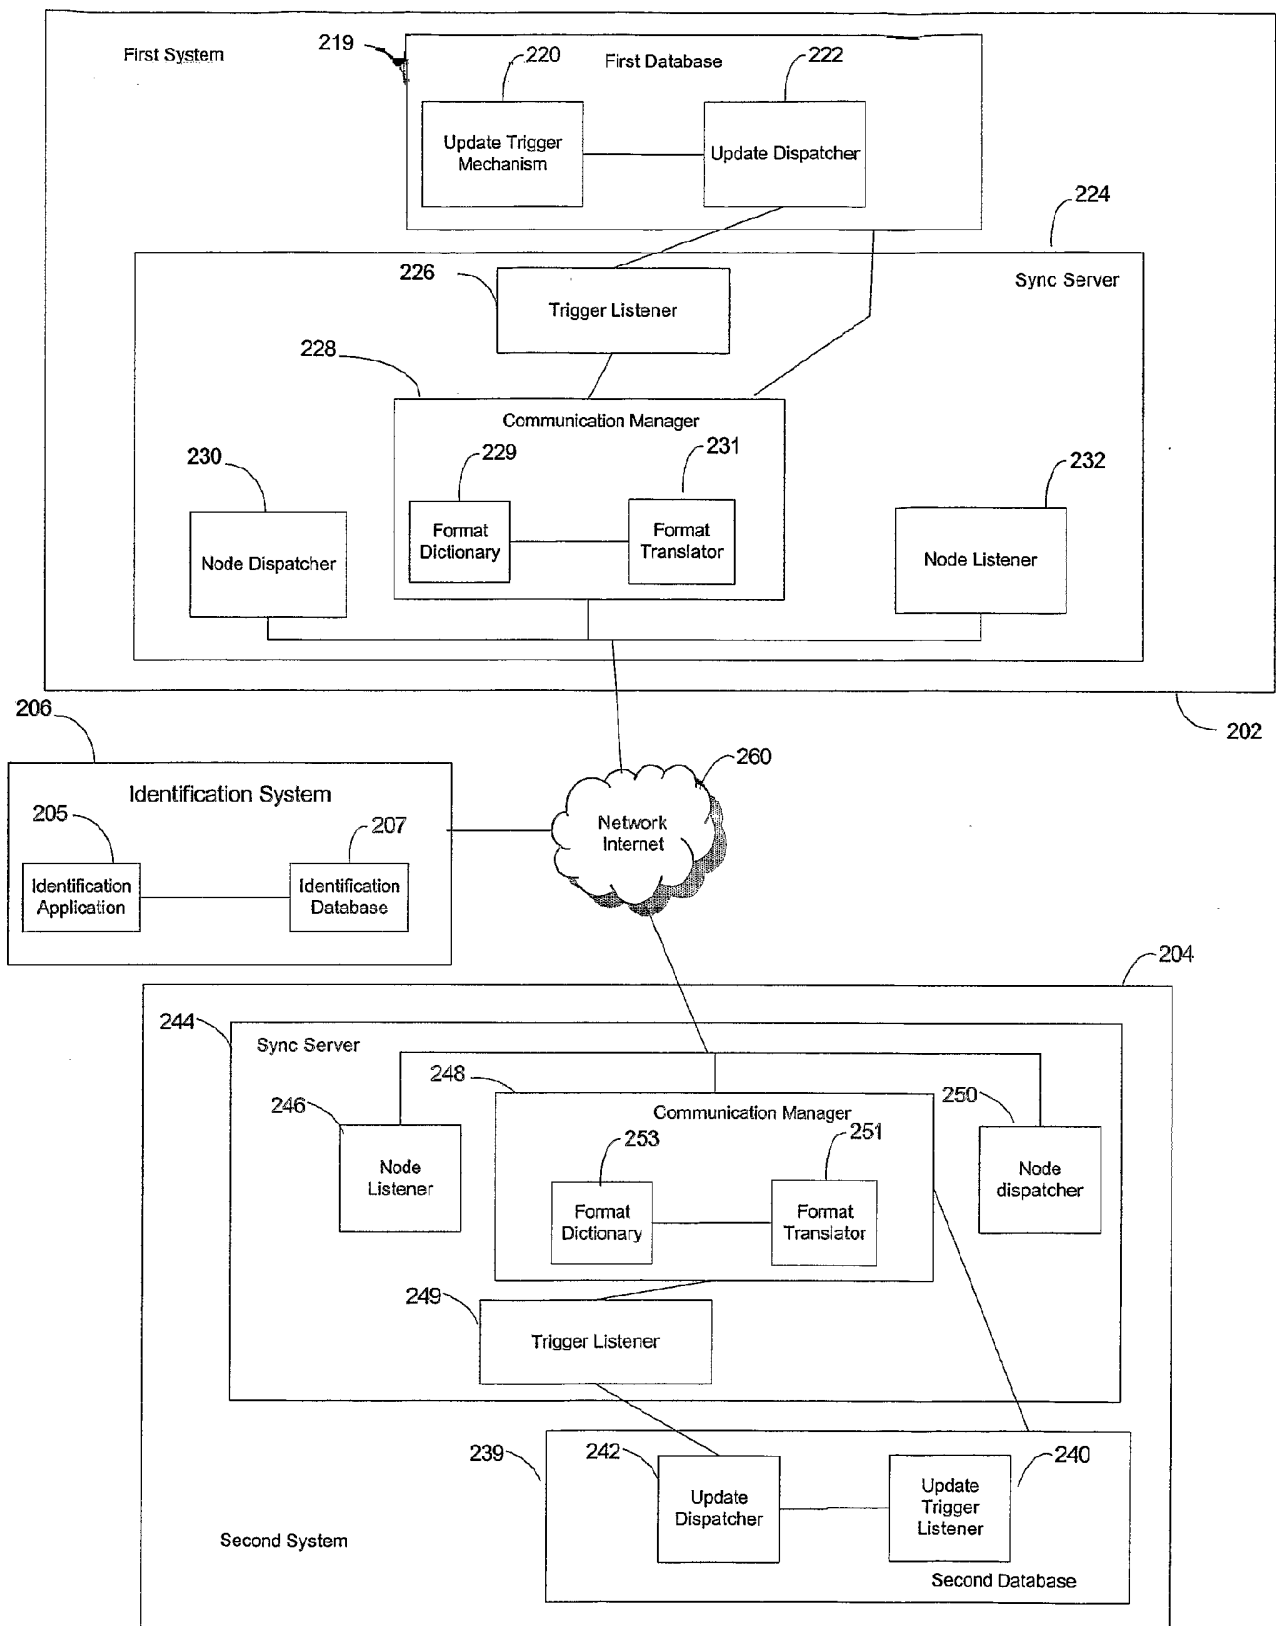 First System
219
220
First Database
222
Update Trigger
Mechanism
Update Dispatcher
224
226
Sync Server
Trigger Listener
228
Communication Manager
230
229
231
232
Format
Dictionary
Format
Translator
Node Dispatcher
Node Listener
206
202
260
Identification System
205
207
Network
Internet
Identification
Application
Identification
Database
204
244
Sync Server
248
246
Communication Manager
250
253
251
Node
Listener
Node
dispatcher
Format
Dictionary
Format
Translator
249
Trigger Listener
239
242
240
Update
Dispatcher
Update
Trigger
Listener
Second System
Second Database